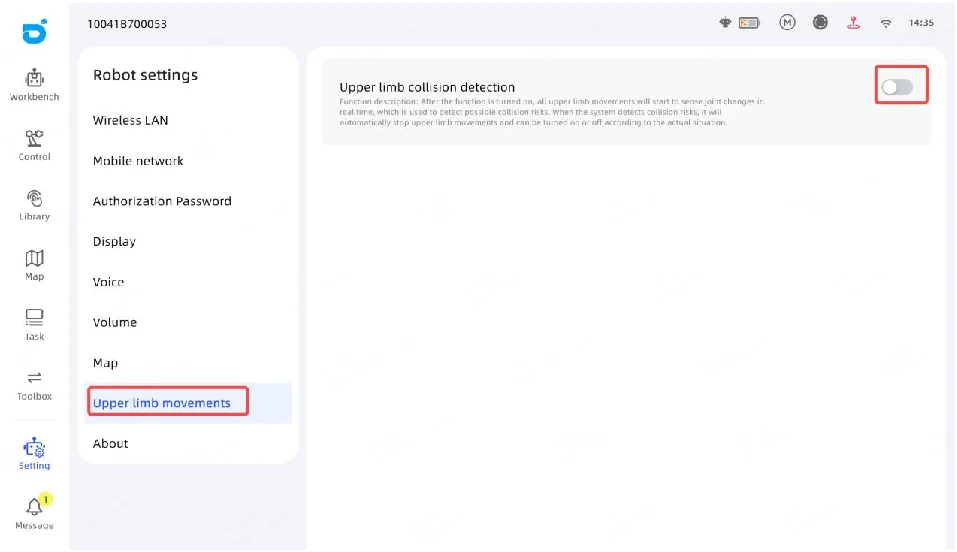 100418700053
M
14:35
Workbench
Control
Library
Map
Task
Toolbox
Setting
1
Message
Robot settings
Wireless LAN
Mobile network
Authorization Password
Display
Voice
Volume
Map
Upper limb movements
About
Upper limb collision detection
Function description: After the function is turned on, all upper limb movements will start to sense joint changes in
real time, which is used to detect possible collision risks. When the system detects collision risks, it will
automatically stop upper limb movements and can be turned on or off according to the actual situation.